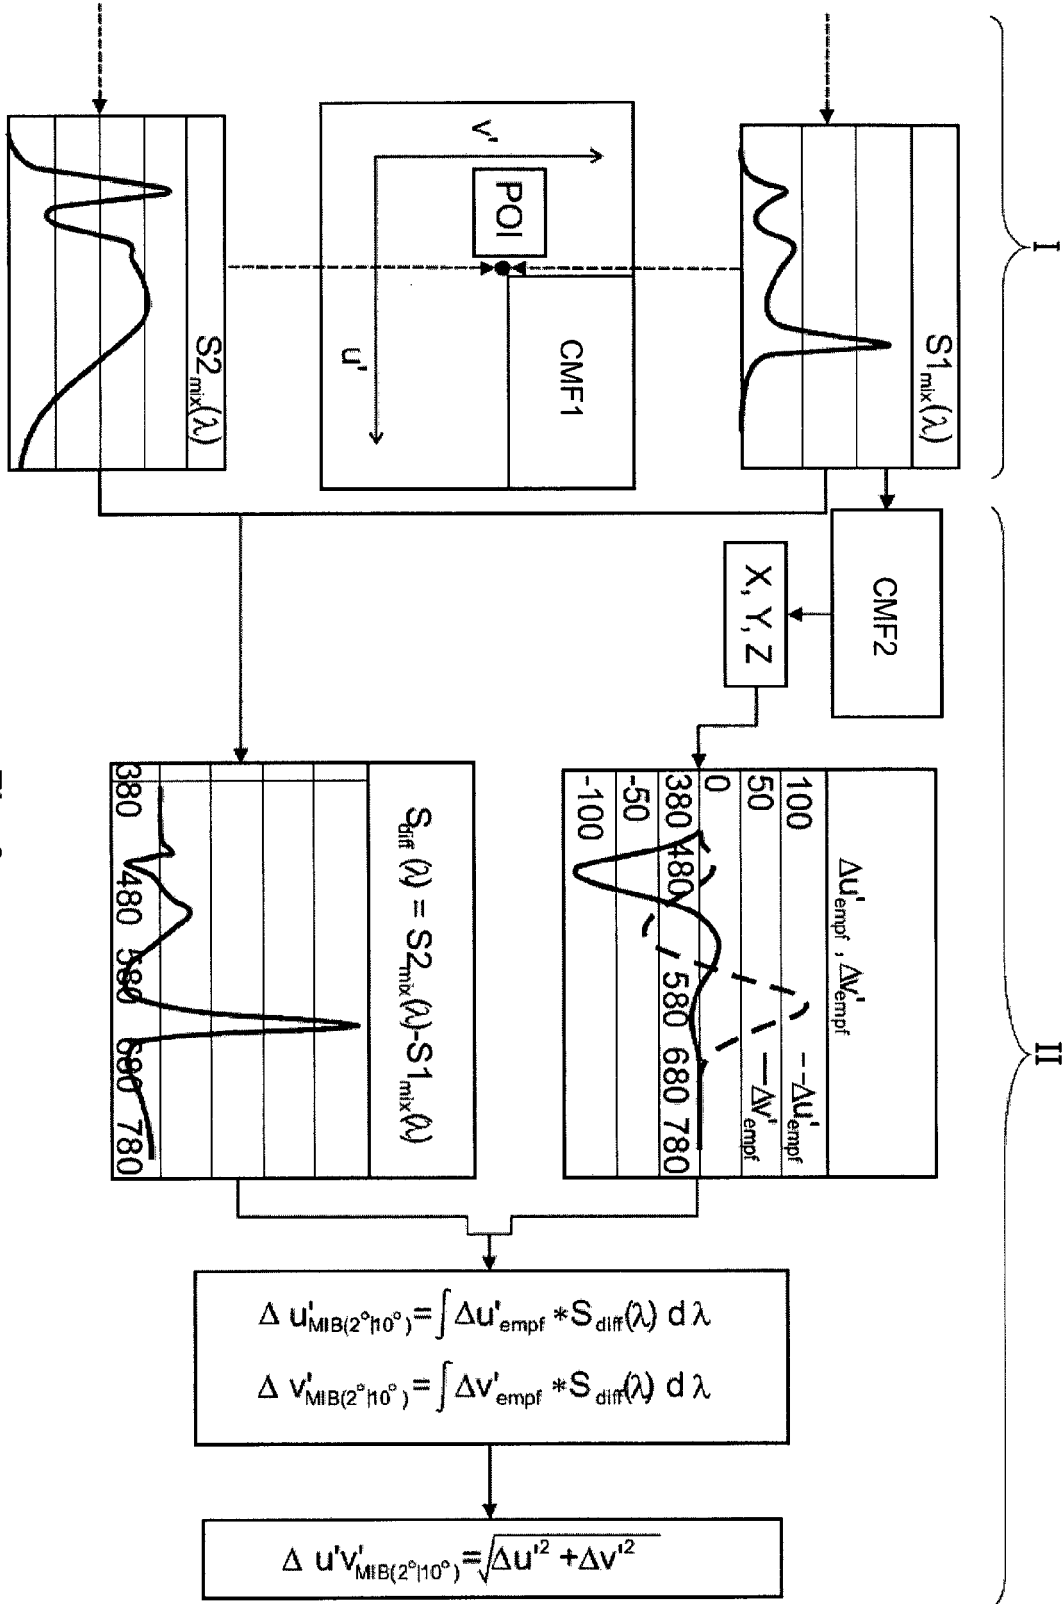 I
II
S1mix(λ)
CMF1
v'
POI
u'
S2mix(λ)
CMF2
X, Y, Z
Δu'empf , Δv'empf
--Δu'empf
—Δv'empf
100
50
0
380 480 580 680 780
-50
-100
Sdiff (λ) = S2mix(λ)-S1mix(λ)
380 480 580 680 780
Δ u'MIB(2°|10°)=∫ Δu'empf *Sdiff(λ) d λ
Δ v'MIB(2°|10°)=∫ Δv'empf *Sdiff(λ) d λ
Δ u'v'MIB(2°|10°)=√Δu'² +Δv'²